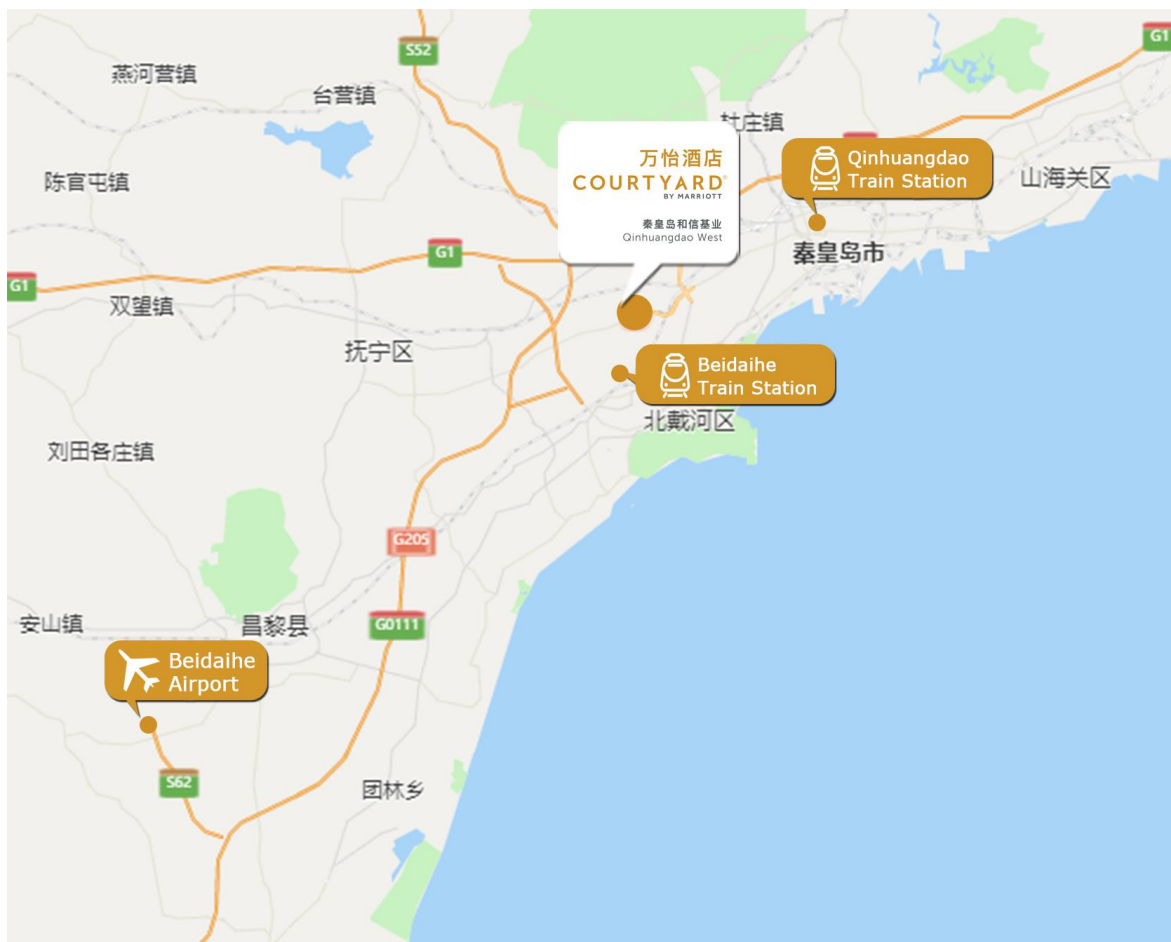 S52
G1
燕河营镇
台营镇
杜庄镇
万怡酒店
COURTYARD®
BY MARRIOTT
秦皇岛和信基业
Qinhuangdao West
Qinhuangdao
Train Station
陈官屯镇
山海关区
秦皇岛市
G1
G1
双望镇
抚宁区
Beidaihe
Train Station
北戴河区
刘田各庄镇
G205
安山镇
昌黎县
G0111
Beidaihe
Airport
S62
团林乡